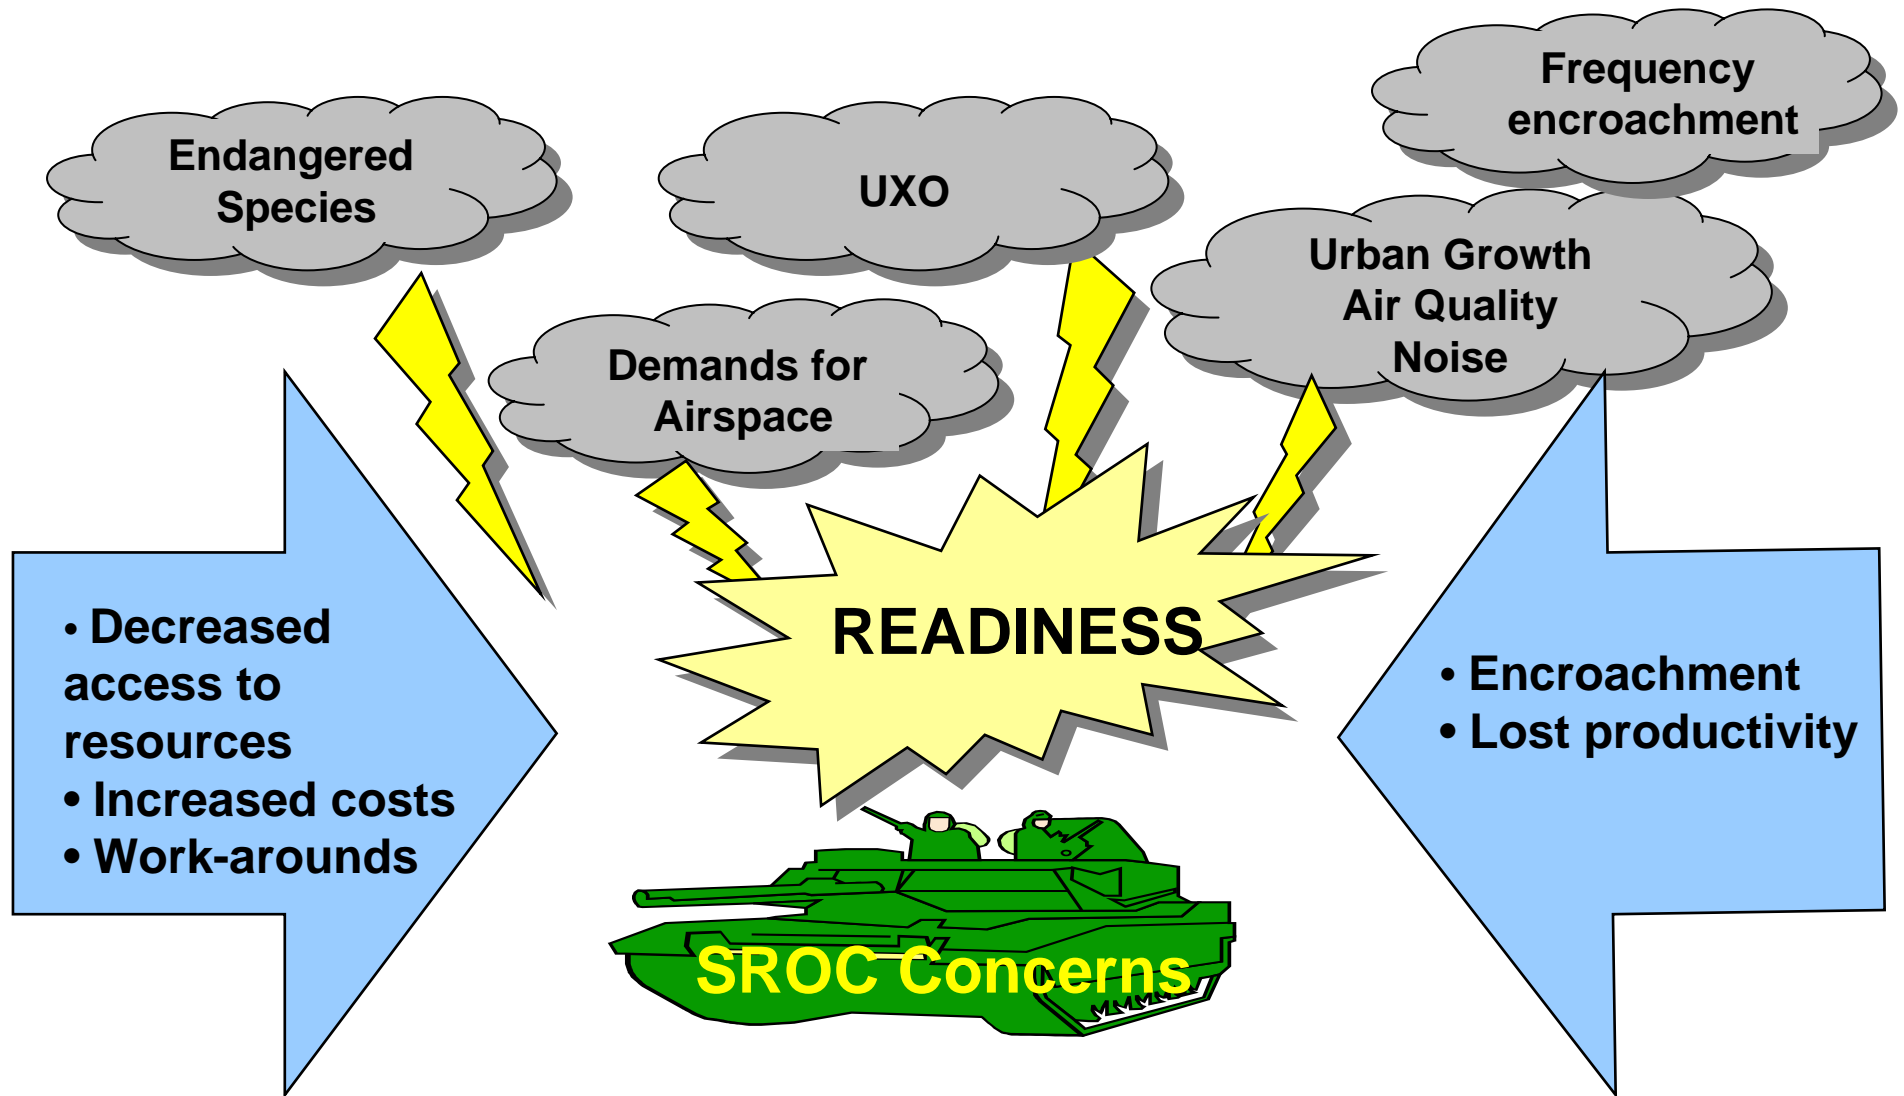 Frequency
encroachment
Endangered
Species
UXO
Urban Growth
Air Quality
Noise
Demands for
Airspace
READINESS
• Decreased
access to
resources
• Increased costs
• Work-arounds
• Encroachment
• Lost productivity
SROC Concerns